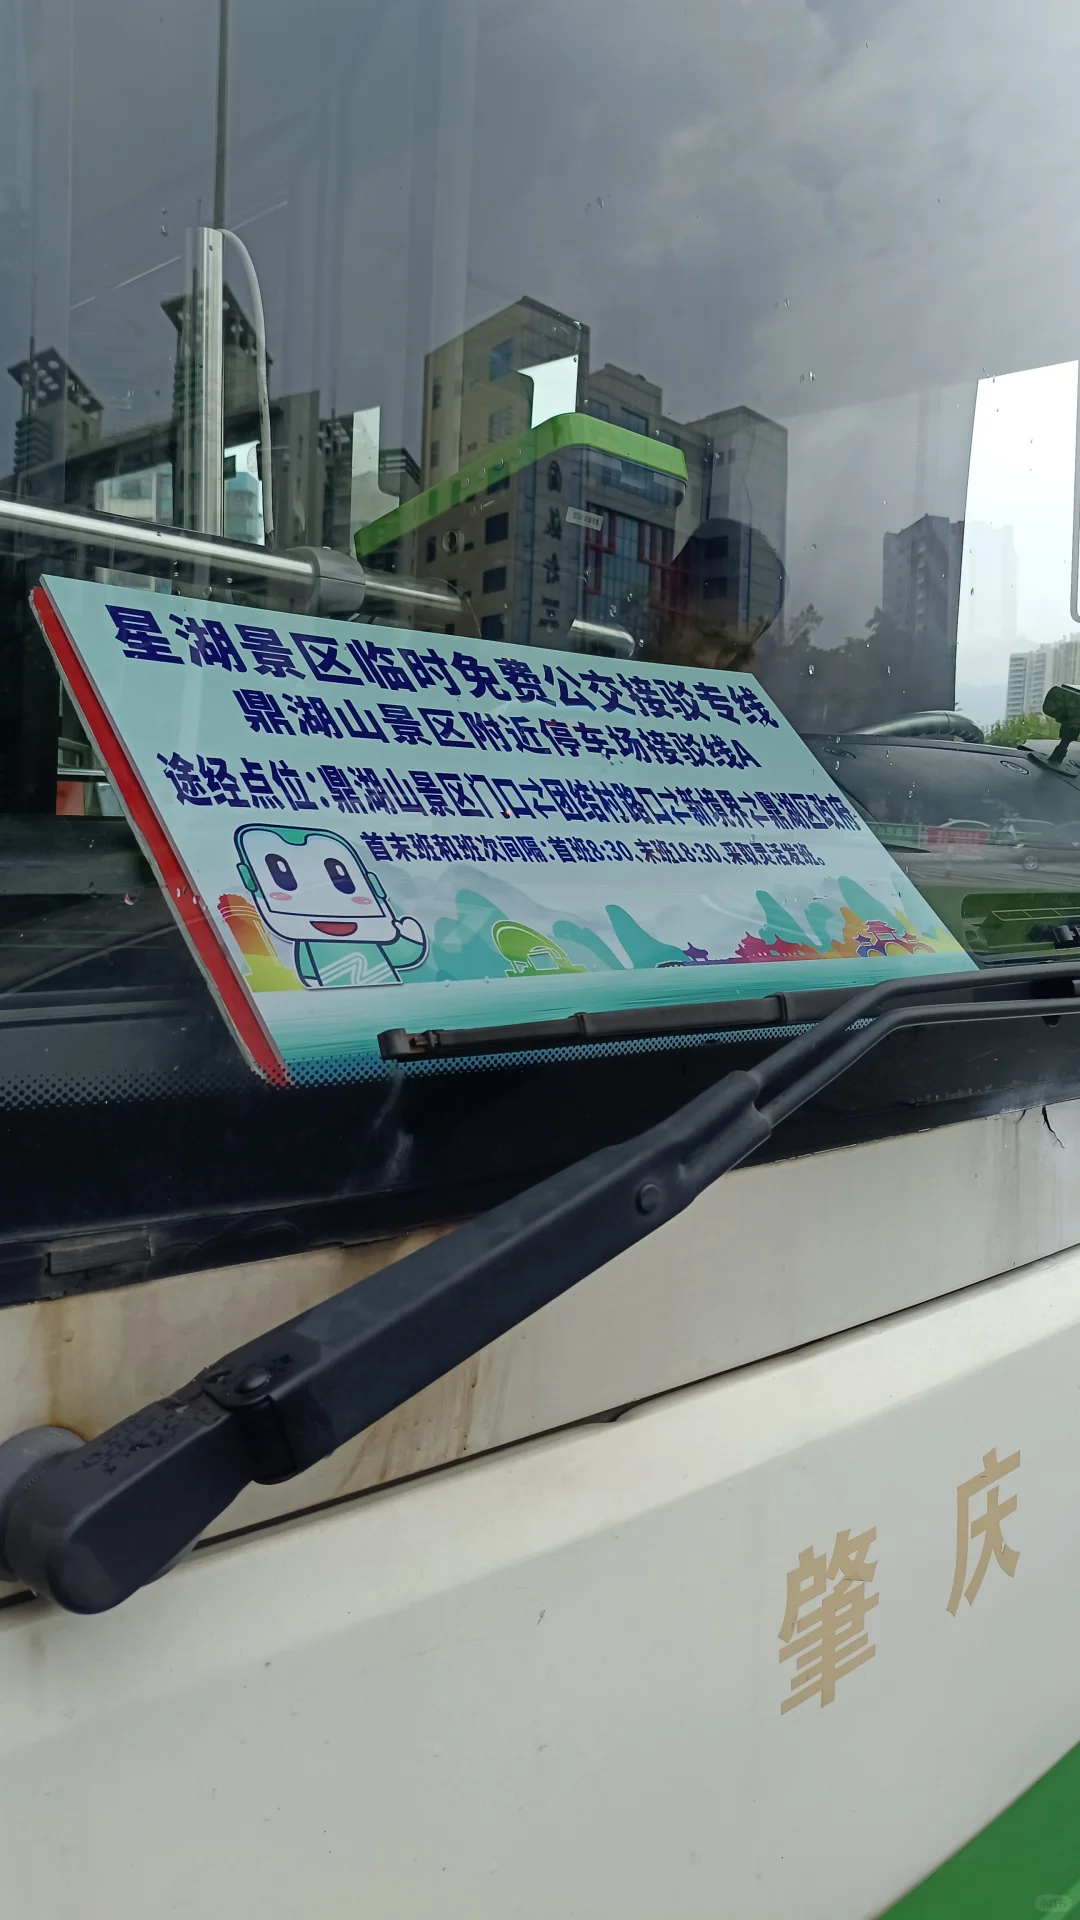 星湖景区临时免费公交接驳专线
鼎湖山景区附近停车场接驳线A
途经点位:鼎湖山景区门口⇄团结村路口⇄新境界⇄鼎湖区政府。
首末班和班次间隔:首班8:30、末班18:30、采取灵活发班。
肇庆